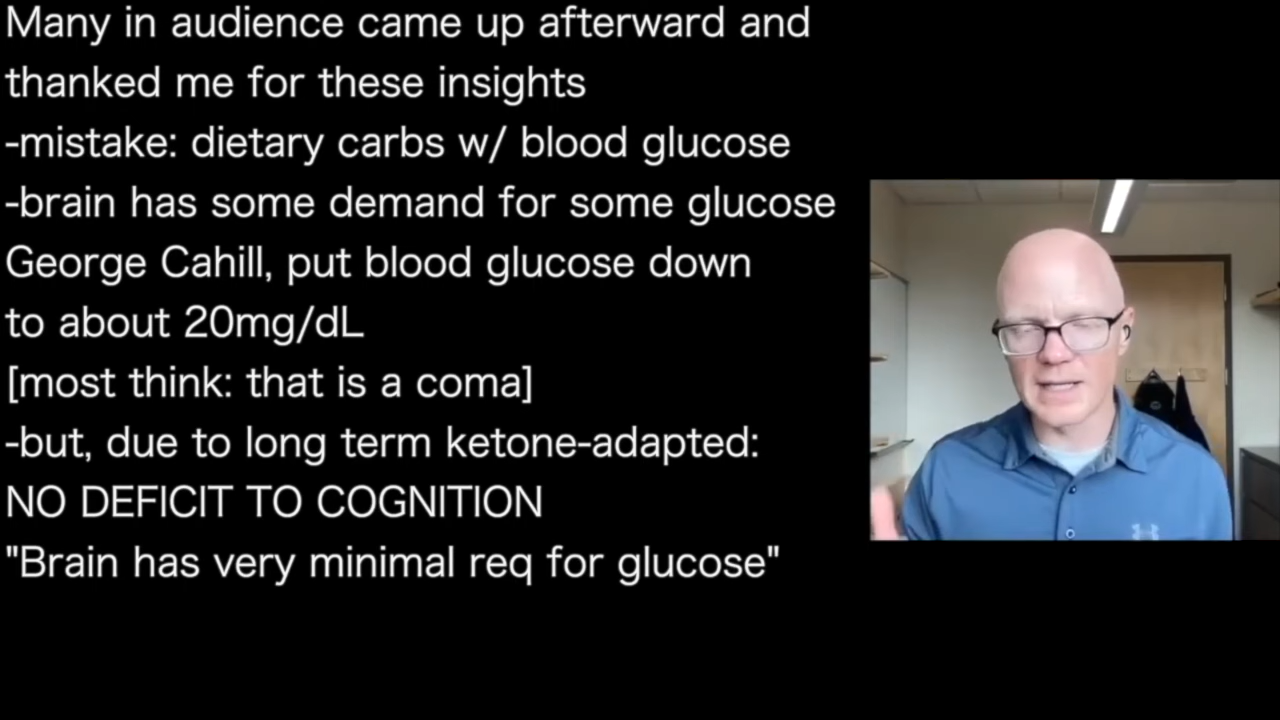 Many in audience came up afterward and
thanked me for these insights
-mistake: dietary carbs w/ blood glucose
-brain has some demand for some glucose
George Cahill, put blood glucose down
to about 20mg/dL
[most think: that is a coma]
-but, due to long term ketone-adapted:
NO DEFICIT TO COGNITION
"Brain has very minimal req for glucose"